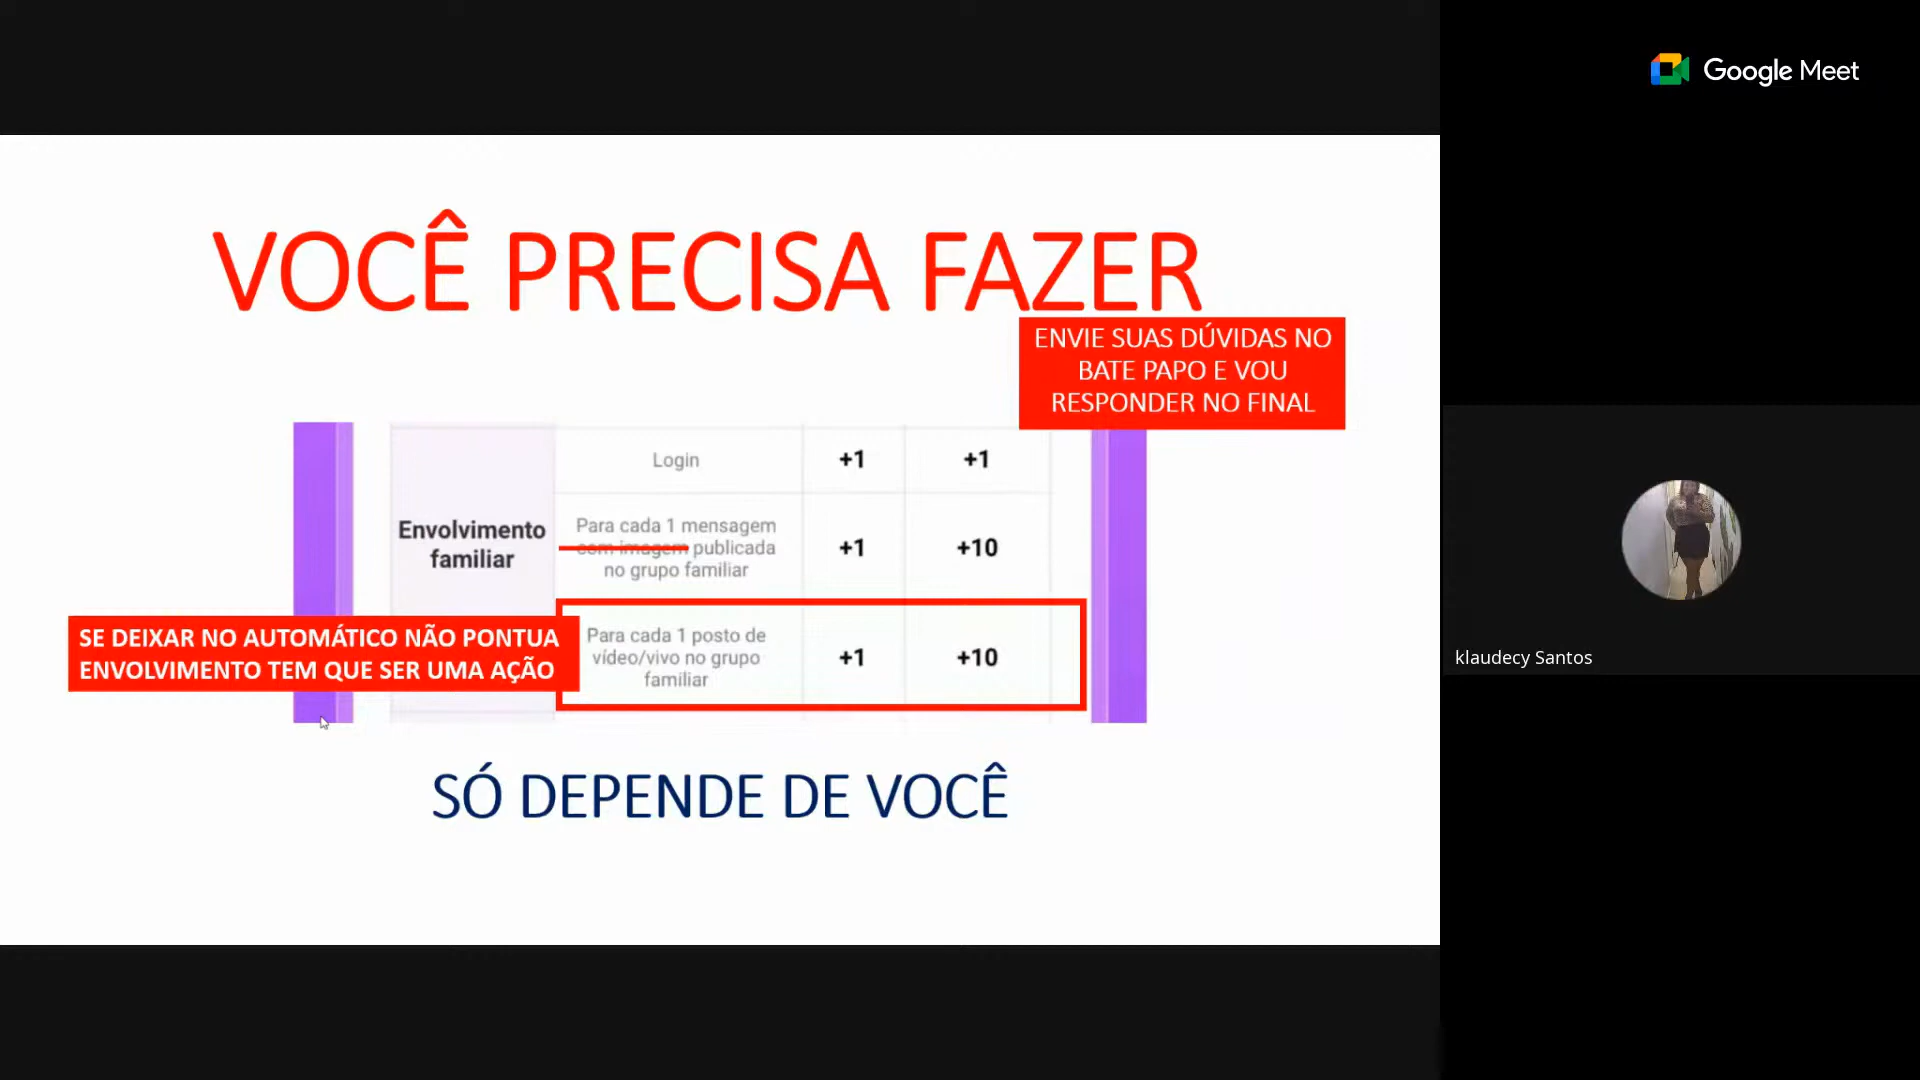 Google Meet
VOCÊ PRECISA FAZER
ENVIE SUAS DÚVIDAS NO
BATE PAPO E VOU
RESPONDER NO FINAL
Login
+1
+1
Envolvimento
familiar
Para cada 1 mensagem
com imagem publicada
no grupo familiar
+1
+10
SE DEIXAR NO AUTOMÁTICO NÃO PONTUA
ENVOLVIMENTO TEM QUE SER UMA AÇÃO
Para cada 1 posto de
vídeo/vivo no grupo
familiar
+1
+10
SÓ DEPENDE DE VOCÊ
klaudecy Santos